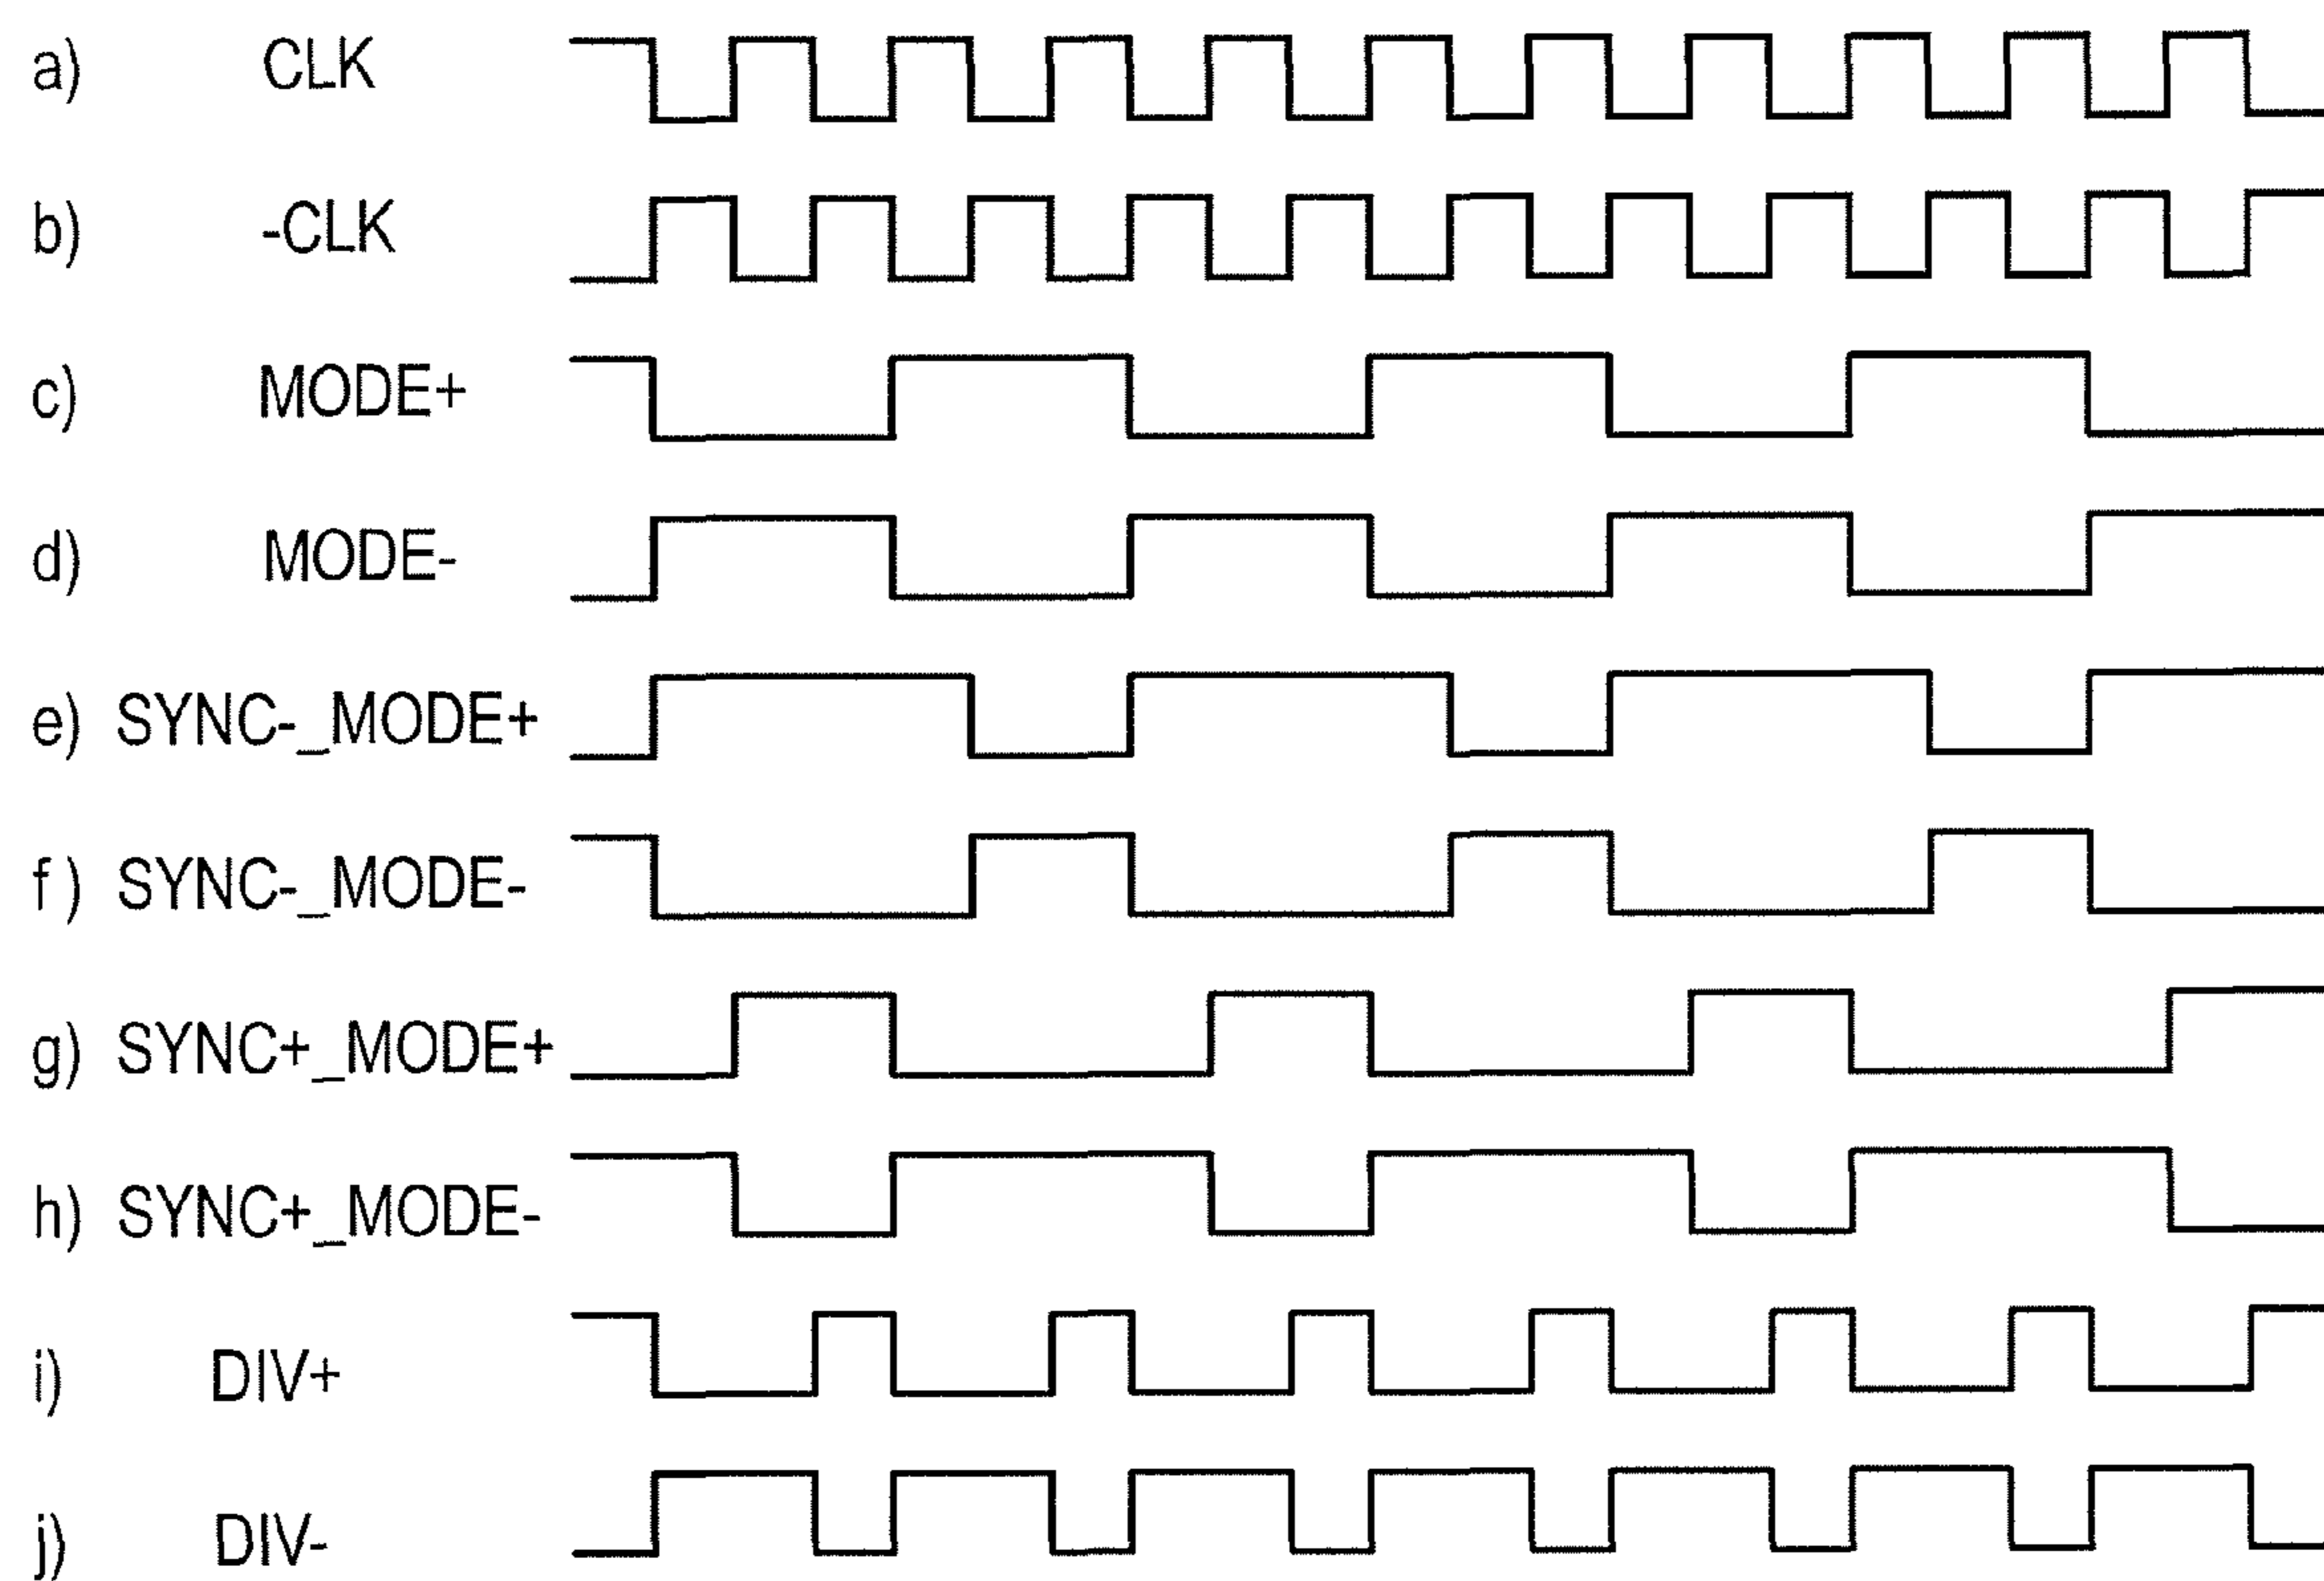 a) CLK
b) -CLK
c) MODE+
d) MODE-
e) SYNC-_MODE+
f ) SYNC-_MODE-
g) SYNC+_MODE+
h) SYNC+_MODE-
i) DIV+
j) DIV-